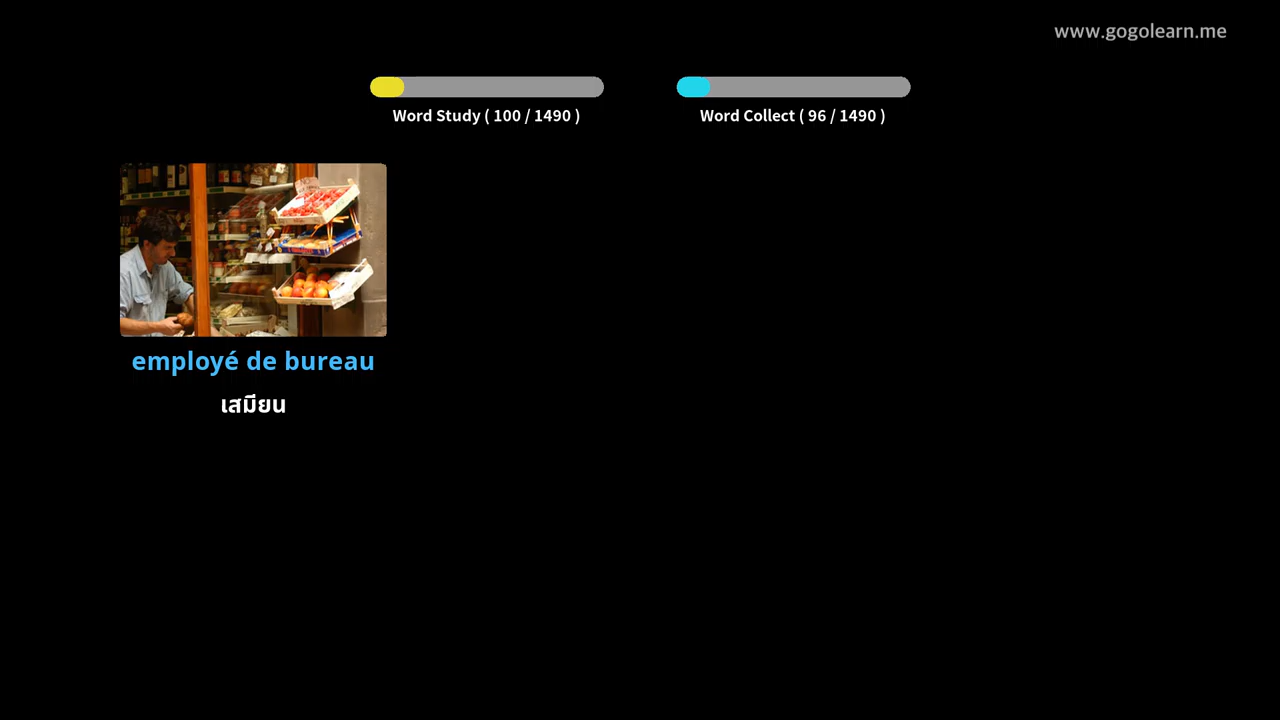 www.gogolearn.me
Word Study ( 100 / 1490 )
Word Collect ( 96 / 1490 )
employé de bureau
เสมียน